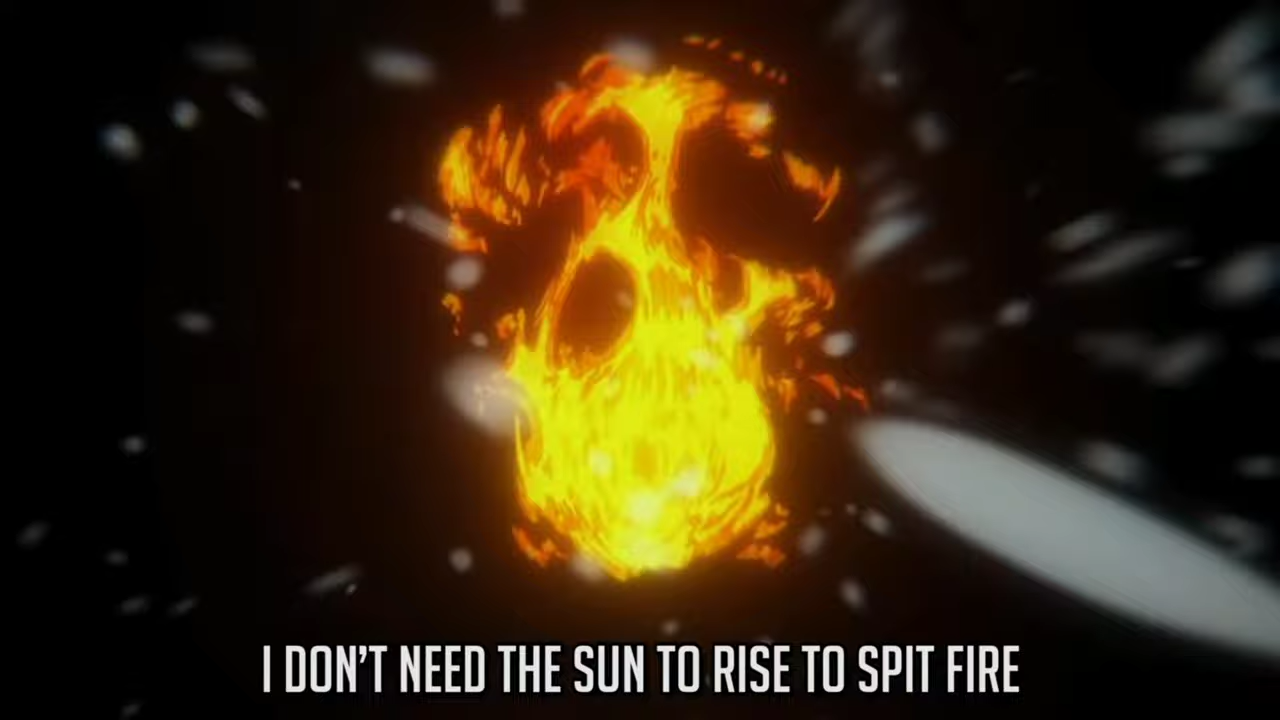 I DON'T NEED THE SUN TO RISE TO SPIT FIRE